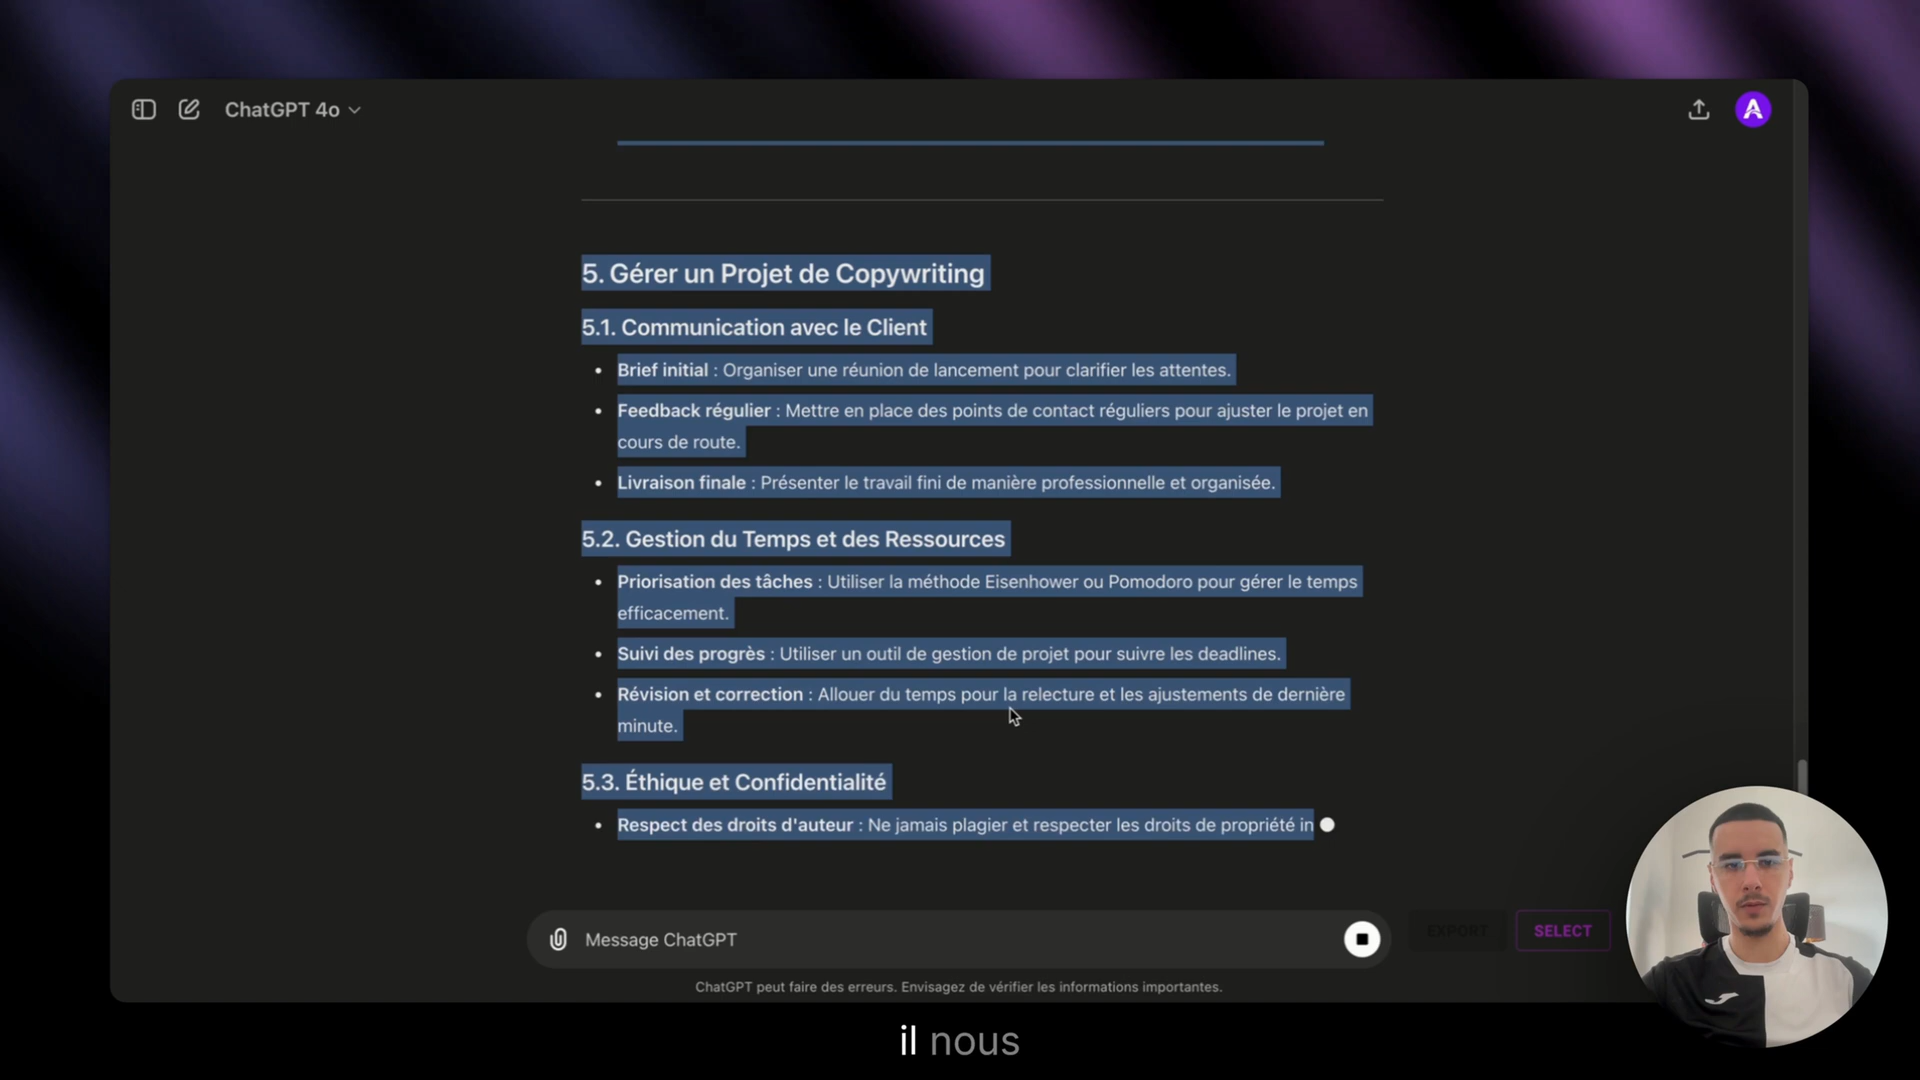 ChatGPT 4o
A
5. Gérer un Projet de Copywriting
5.1. Communication avec le Client
• Brief initial : Organiser une réunion de lancement pour clarifier les attentes.
• Feedback régulier : Mettre en place des points de contact réguliers pour ajuster le projet en
cours de route.
• Livraison finale : Présenter le travail fini de manière professionnelle et organisée.
5.2. Gestion du Temps et des Ressources
• Priorisation des tâches : Utiliser la méthode Eisenhower ou Pomodoro pour gérer le temps
efficacement.
• Suivi des progrès : Utiliser un outil de gestion de projet pour suivre les deadlines.
• Révision et correction : Allouer du temps pour la relecture et les ajustements de dernière
minute.
5.3. Éthique et Confidentialité
• Respect des droits d'auteur : Ne jamais plagier et respecter les droits de propriété in
Message ChatGPT
EXPORT
SELECT
ChatGPT peut faire des erreurs. Envisagez de vérifier les informations importantes.
il nous